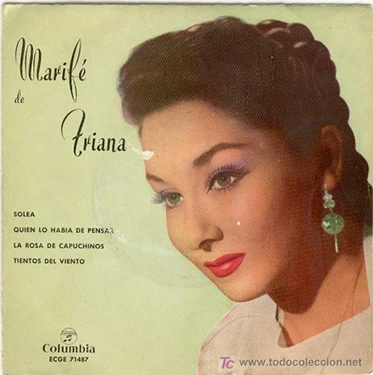 Marifé
de
Triana
SOLEA
QUIEN LO HABIA DE PENSAR
LA ROSA DE CAPUCHINOS
TIENTOS DEL VIENTO
Columbia
ECGE 71487
TC www.todocoleccion.net